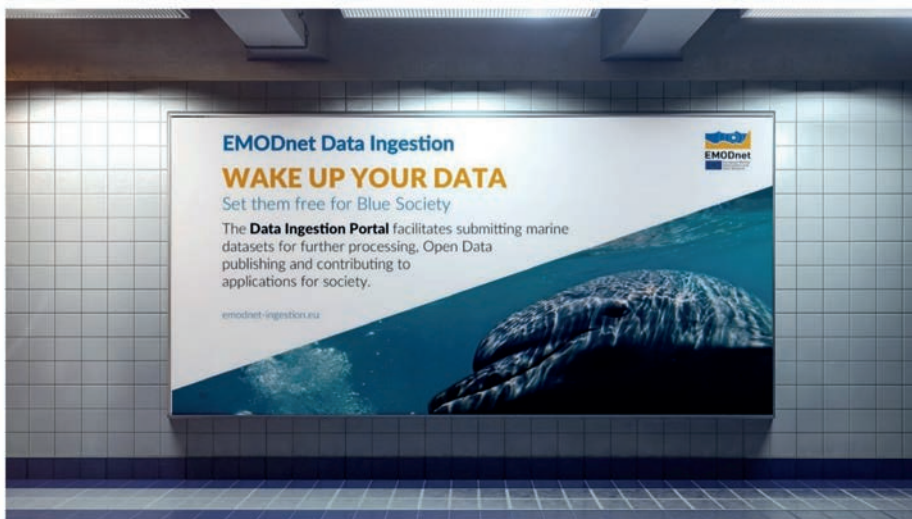 EMODnet Data Ingestion
WAKE UP YOUR DATA
Set them free for Blue Society
The Data Ingestion Portal facilitates submitting marine
datasets for further processing, Open Data
publishing and contributing to
applications for society.
emodnet-ingestion.eu
EMODnet